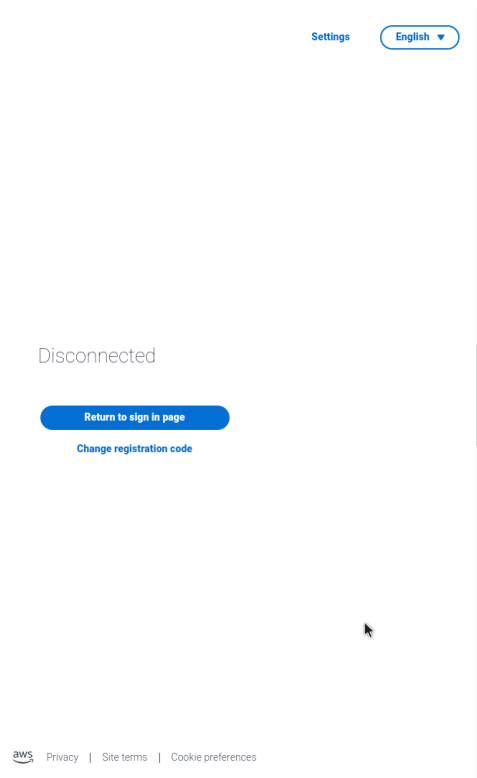 Settings
English
Disconnected
Return to sign in page
Change registration code
aws
Privacy | Site terms | Cookie preferences